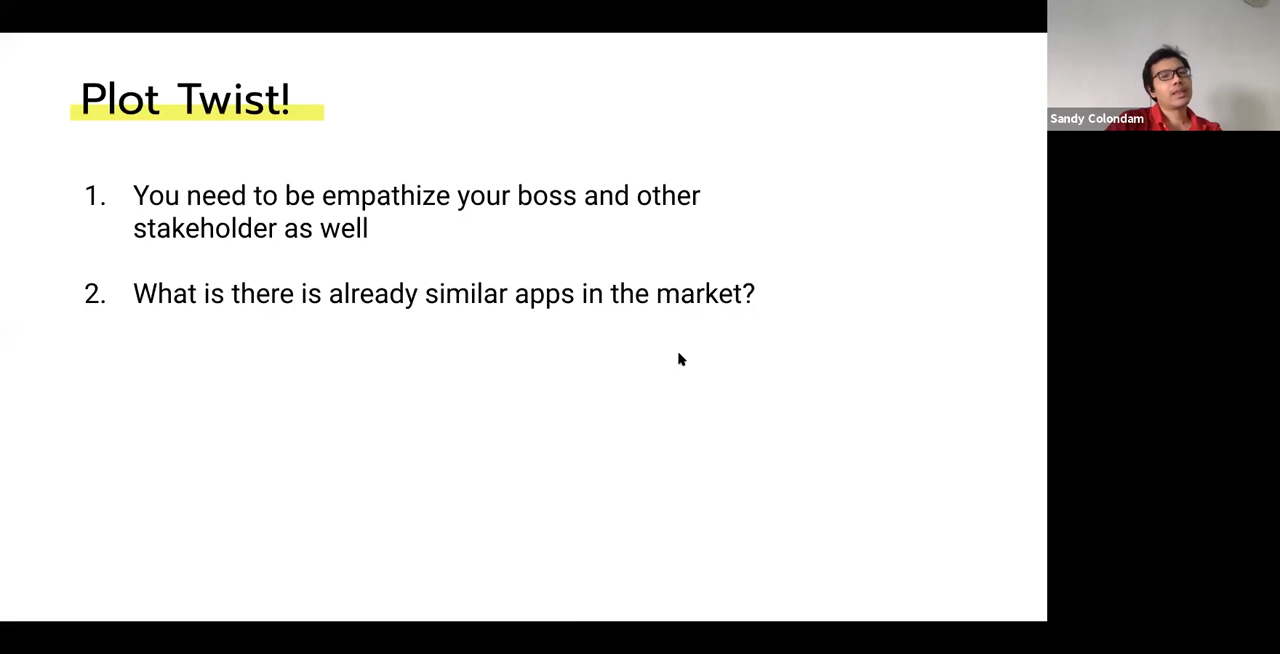 Plot Twist!
1. You need to be empathize your boss and other
stakeholder as well
2. What is there is already similar apps in the market?
Sandy Colondam